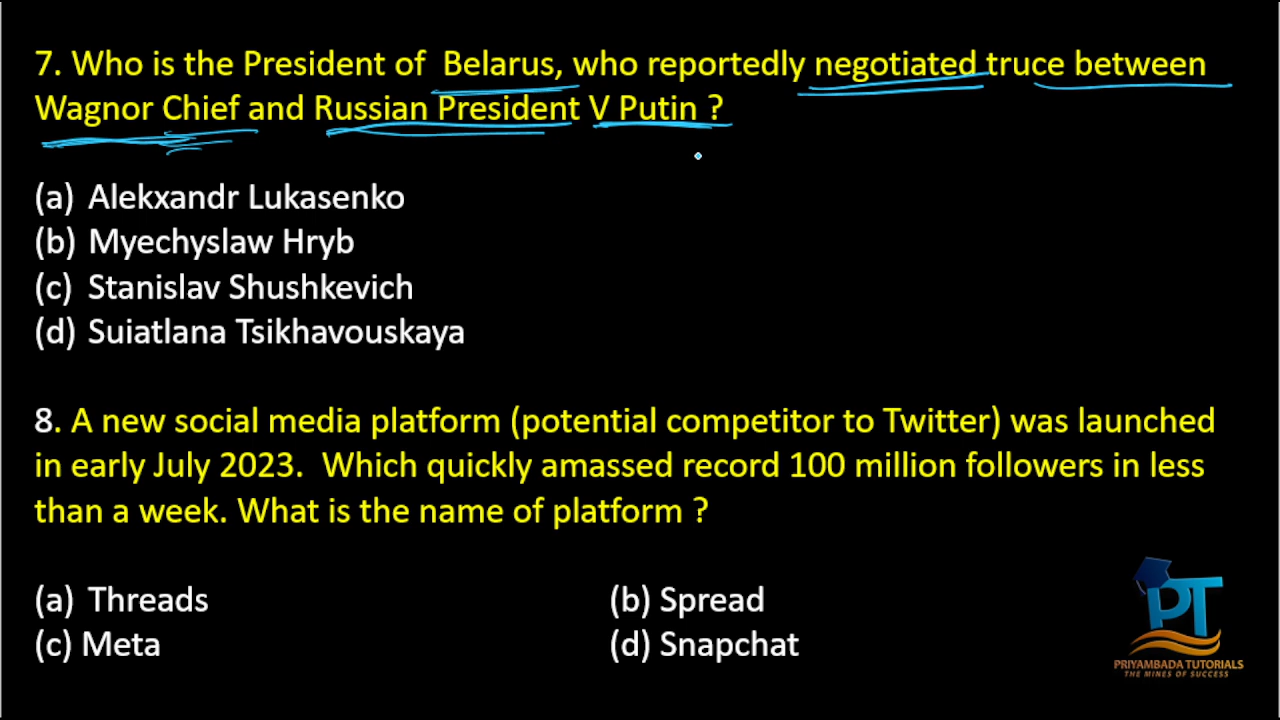 7. Who is the President of Belarus, who reportedly negotiated truce between
Wagnor Chief and Russian President V Putin ?
(a) Alekxandr Lukasenko
(b) Myechyslaw Hryb
(c) Stanislav Shushkevich
(d) Suiatlana Tsikhavouskaya
8. A new social media platform (potential competitor to Twitter) was launched
in early July 2023. Which quickly amassed record 100 million followers in less
than a week. What is the name of platform ?
(a) Threads (b) Spread
(c) Meta (d) Snapchat
PT
PRIYAMBADA TUTORIALS
THE MINES OF SUCCESS